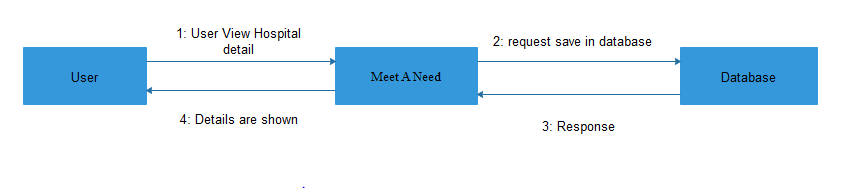 1: User View Hospital
detail
2: request save in database
User
Meet A Need
Database
4: Details are shown
3: Response